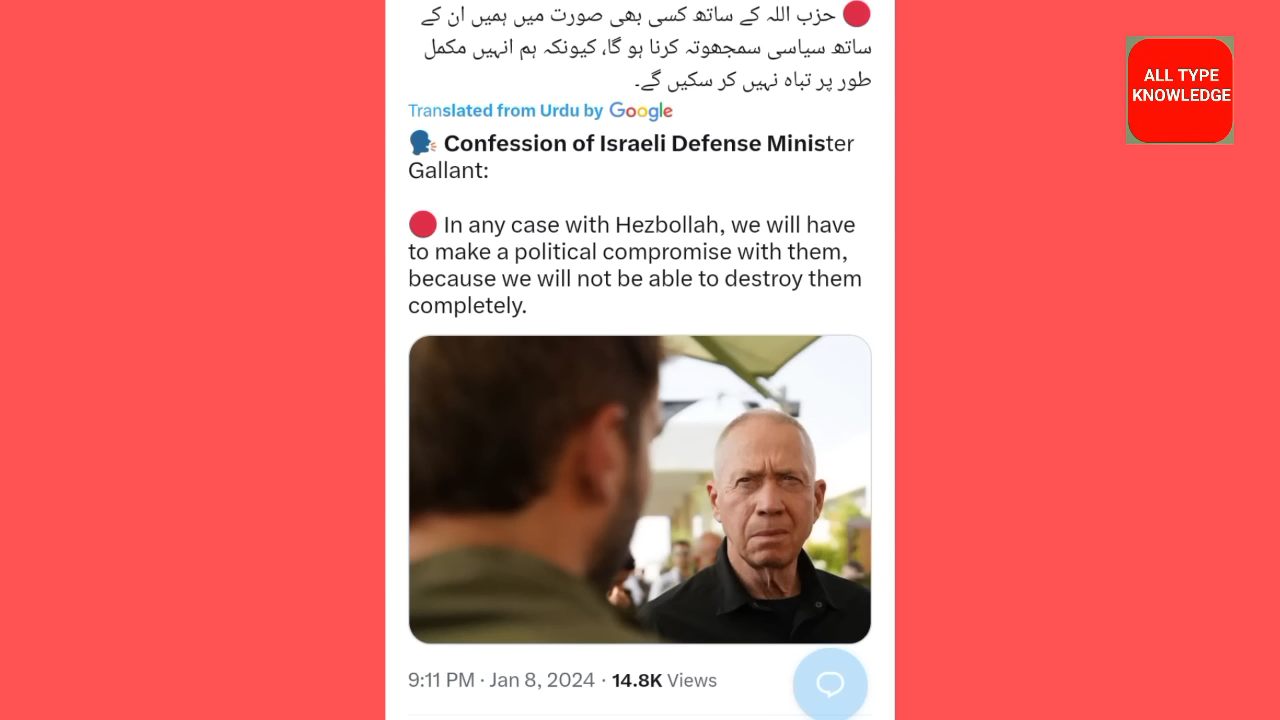 🔴 حزب اللہ کے ساتھ کسی بھی صورت میں ہمیں ان کے
ساتھ سیاسی سمجھوتہ کرنا ہو گا، کیونکہ ہم انہیں مکمل
طور پر تباہ نہیں کر سکیں گے۔
Translated from Urdu by Google
🗣 Confession of Israeli Defense Minister
Gallant:
🔴 In any case with Hezbollah, we will have
to make a political compromise with them,
because we will not be able to destroy them
completely.
9:11 PM · Jan 8, 2024 · 14.8K Views
ALL TYPE
KNOWLEDGE